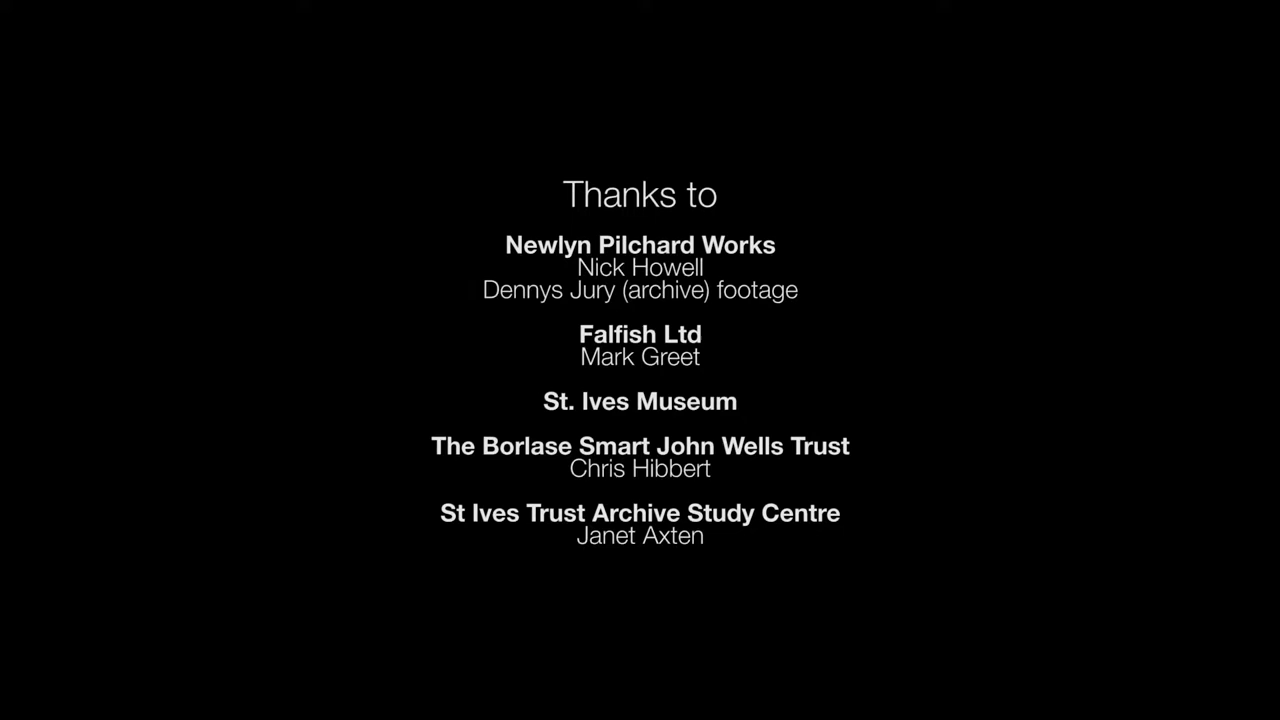 Thanks to
Newlyn Pilchard Works
Nick Howell
Dennys Jury (archive) footage
Falfish Ltd
Mark Greet
St. Ives Museum
The Borlase Smart John Wells Trust
Chris Hibbert
St Ives Trust Archive Study Centre
Janet Axten